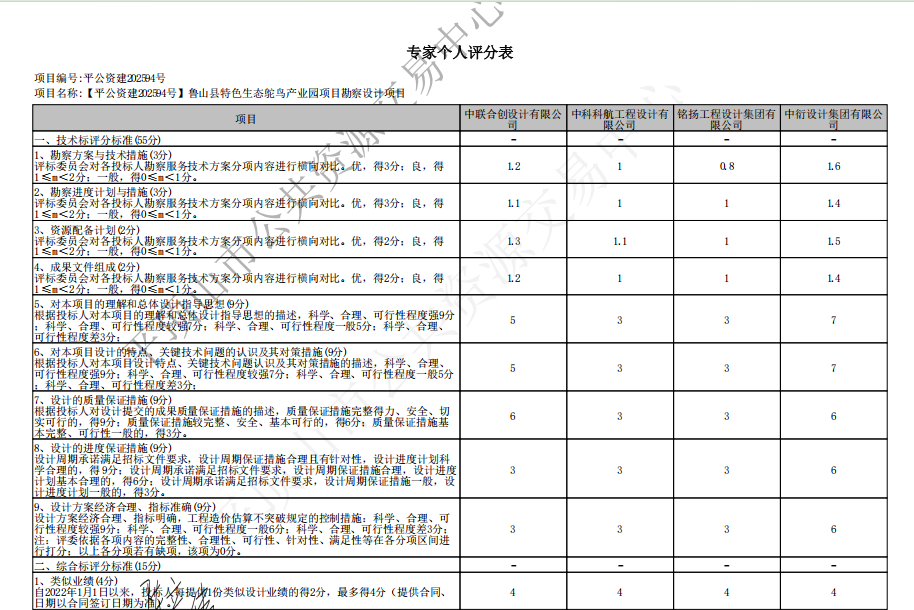 专家个人评分表
项目编号:平公资建202594号
项目名称:【平公资建202594号】鲁山县特色生态鸵鸟产业园项目勘察设计项目
项目 中联合创设计有限公司 中科科航工程设计有限公司 铭扬工程设计集团有限公司 中衍设计集团有限公司
一、技术标评分标准(55分) - - - -
1、勘察方案与技术措施(3分)
评标委员会对各投标人勘察服务技术方案分项内容进行横向对比。优，得3分；良，得
1≤m＜2分；一般，得0≤m＜1分。
1.2 1 0.8 1.6
2、勘察进度计划与措施(3分)
评标委员会对各投标人勘察服务技术方案分项内容进行横向对比。优，得3分；良，得
1≤m＜2分；一般，得0≤m＜1分。
1.1 1 1 1.4
3、资源配备计划(2分)
评标委员会对各投标人勘察服务技术方案分项内容进行横向对比。优，得2分；良，得
1≤m＜2分；一般，得0≤m＜1分。
1.3 1.1 1 1.5
4、成果文件组成(2分)
评标委员会对各投标人勘察服务技术方案分项内容进行横向对比。优，得2分；良，得
1≤m＜2分；一般，得0≤m＜1分。
1.2 1 1 1.4
5、对本项目的理解和总体设计指导思想(9分)
根据投标人对本项目的理解和总体设计指导思想的描述，科学、合理、可行性程度强9分
；科学、合理、可行性程度较强7分；科学、合理、可行性程度一般5分；科学、合理、
可行性程度差3分；
5 3 3 7
6、对本项目设计的特点、关键技术问题的认识及其对策措施(9分)
根据投标人对本项目设计特点、关键技术问题认识及其对策措施的描述，科学、合理、
可行性程度强9分；科学、合理、可行性程度较强7分；科学、合理、可行性程度一般5分
；科学、合理、可行性程度差3分；
5 3 3 7
7、设计的质量保证措施(9分)
根据投标人对设计提交的成果质量保证措施的描述，质量保证措施完整得力、安全、切
实可行的，得9分；质量保证措施较完整、安全、基本可行的，得6分；质量保证措施基
本完整、可行性一般的，得3分。
6 3 3 6
8、设计的进度保证措施(9分)
设计周期承诺满足招标文件要求，设计周期保证措施合理且有针对性，设计进度计划科
学合理的，得 9分；设计周期承诺满足招标文件要求，设计周期保证措施合理，设计进度
计划基本合理的，得6分；设计周期承诺满足招标文件要求，设计周期保证措施一般，设
计进度计划一般的，得3分。
3 3 3 6
9、设计方案经济合理、指标准确(9分)
设计方案经济合理、指标明确，工程造价估算不突破规定的控制措施：科学、合理、可
行性程度较强9分；科学、合理、可行性程度一般6分；科学、合理、可行性程度差3分；
注：评委依据各项内容的完整性、合理性、可行性、针对性、满足性等在各分项区间进
行打分；以上各分项若有缺项，该项为0分。
3 3 3 6
二、综合标评分标准(15分) - - - -
1、类似业绩(4分)
自2022年1月1日以来，投标人每提供1份类似设计业绩的得2分，最多得4分（提供合同、
日期以合同签订日期为准）。
4 4 4 4
平顶山市公共资源交易中心
平顶山市公共资源交易中心